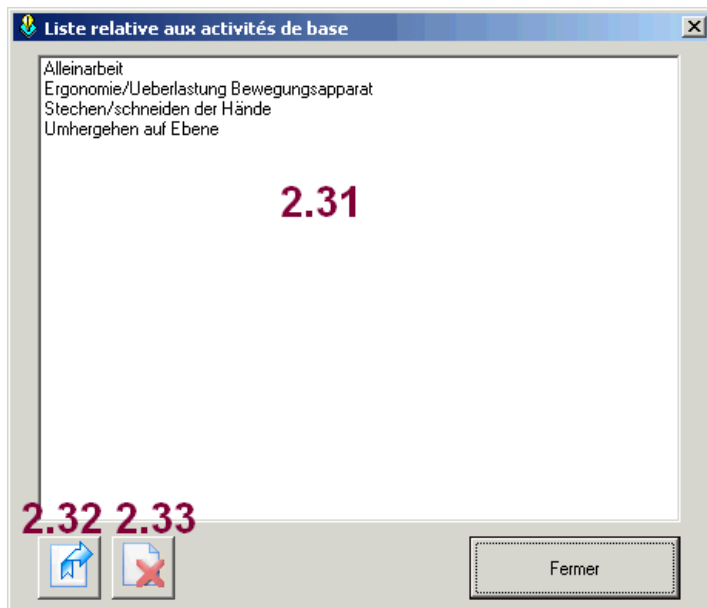 Liste relative aux activités de base
Alleinarbeit
Ergonomie/Ueberlastung Bewegungsapparat
Stechen/schneiden der Hände
Umhergehen auf Ebene
2.31
2.32 2.33
Fermer